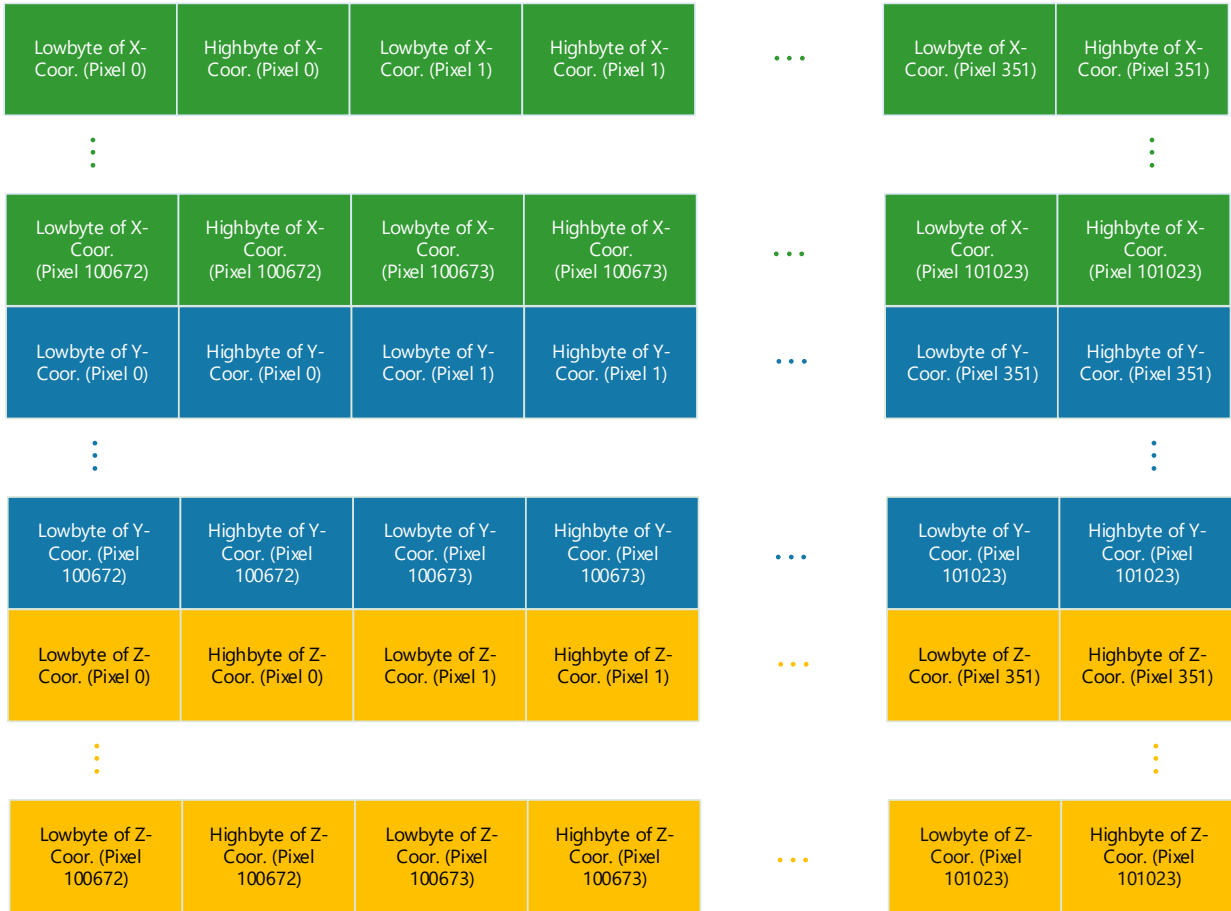 Lowbyte of X-
Coor. (Pixel 0)
Highbyte of X-
Coor. (Pixel 0)
Lowbyte of X-
Coor. (Pixel 1)
Highbyte of X-
Coor. (Pixel 1)
...
Lowbyte of X-
Coor. (Pixel 351)
Highbyte of X-
Coor. (Pixel 351)
Lowbyte of X-
Coor.
(Pixel 100672)
Highbyte of X-
Coor.
(Pixel 100672)
Lowbyte of X-
Coor.
(Pixel 100673)
Highbyte of X-
Coor.
(Pixel 100673)
...
Lowbyte of X-
Coor.
(Pixel 101023)
Highbyte of X-
Coor.
(Pixel 101023)
Lowbyte of Y-
Coor. (Pixel 0)
Highbyte of Y-
Coor. (Pixel 0)
Lowbyte of Y-
Coor. (Pixel 1)
Highbyte of Y-
Coor. (Pixel 1)
...
Lowbyte of Y-
Coor. (Pixel 351)
Highbyte of Y-
Coor. (Pixel 351)
Lowbyte of Y-
Coor. (Pixel
100672)
Highbyte of Y-
Coor. (Pixel
100672)
Lowbyte of Y-
Coor. (Pixel
100673)
Highbyte of Y-
Coor. (Pixel
100673)
...
Lowbyte of Y-
Coor. (Pixel
101023)
Highbyte of Y-
Coor. (Pixel
101023)
Lowbyte of Z-
Coor. (Pixel 0)
Highbyte of Z-
Coor. (Pixel 0)
Lowbyte of Z-
Coor. (Pixel 1)
Highbyte of Z-
Coor. (Pixel 1)
...
Lowbyte of Z-
Coor. (Pixel 351)
Highbyte of Z-
Coor. (Pixel 351)
Lowbyte of Z-
Coor. (Pixel
100672)
Highbyte of Z-
Coor. (Pixel
100672)
Lowbyte of Z-
Coor. (Pixel
100673)
Highbyte of Z-
Coor. (Pixel
100673)
...
Lowbyte of Z-
Coor. (Pixel
101023)
Highbyte of Z-
Coor. (Pixel
101023)